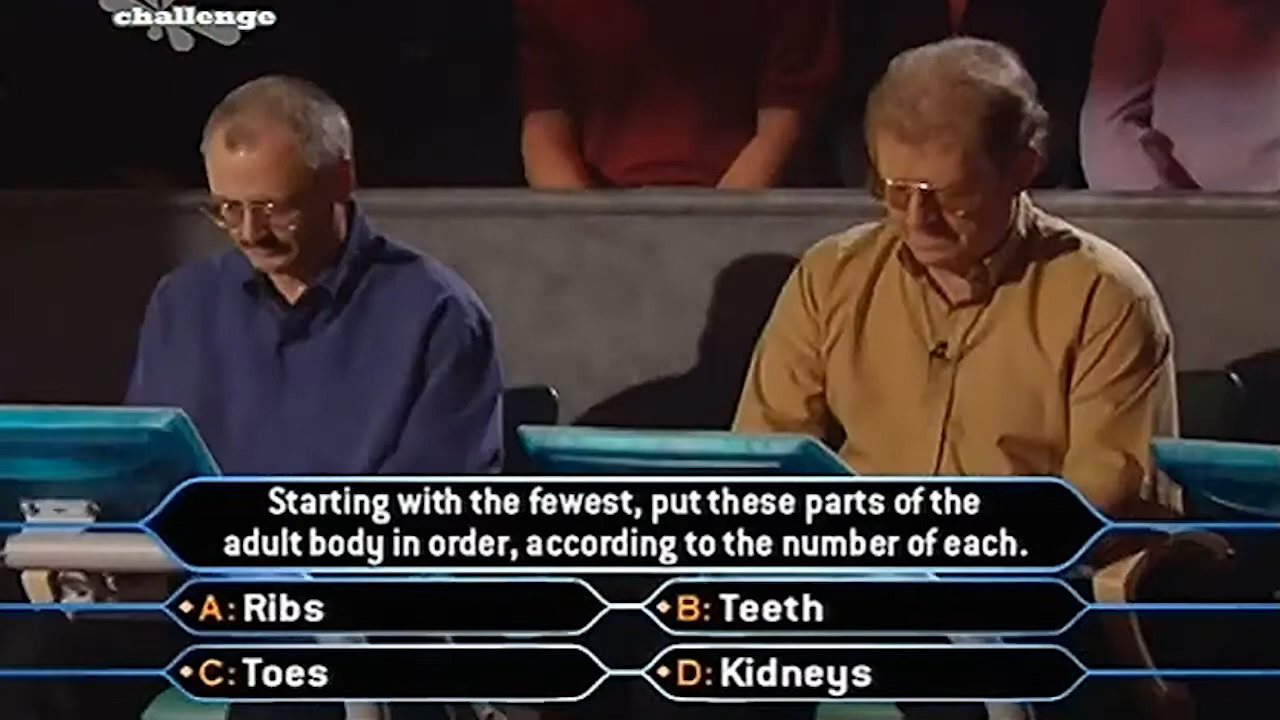 challenge
Starting with the fewest, put these parts of the
adult body in order, according to the number of each.
A: Ribs
B: Teeth
C: Toes
D: Kidneys